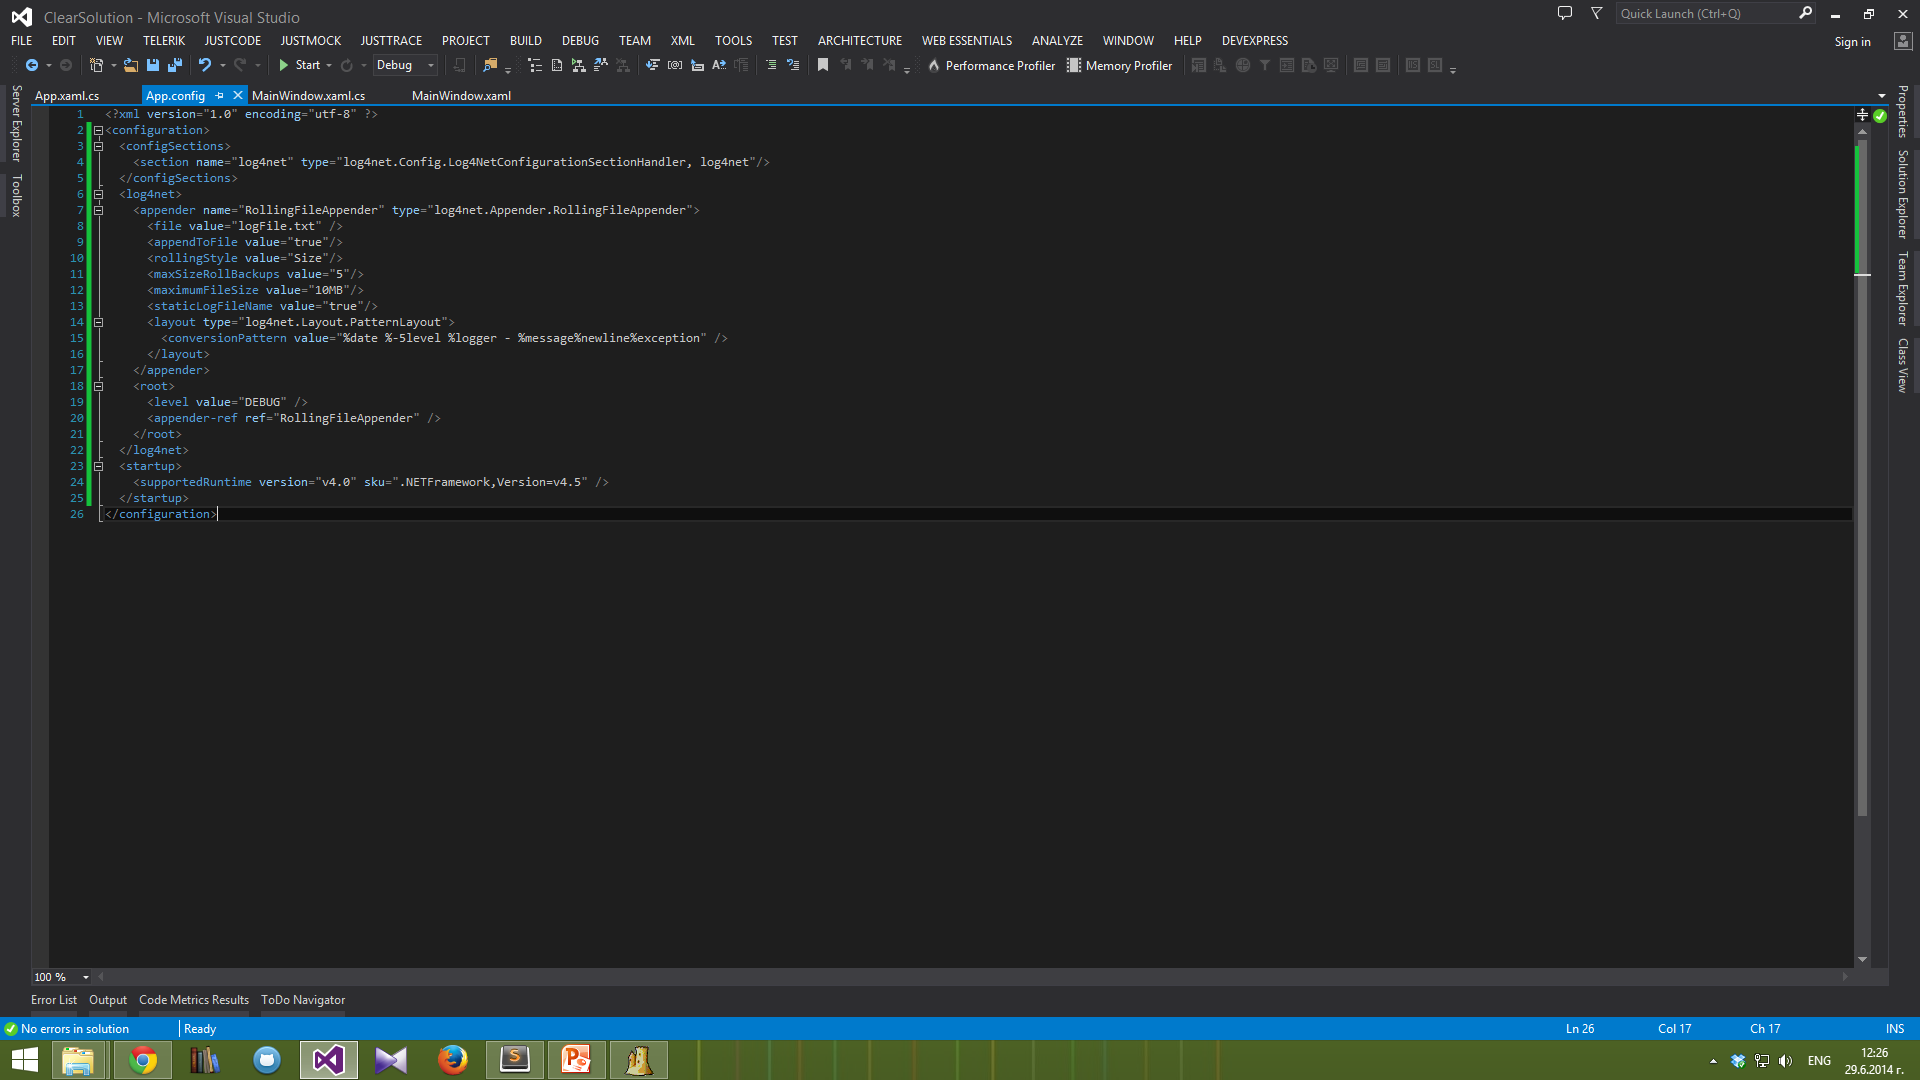 ClearSolution - Microsoft Visual Studio
Quick Launch (Ctrl+Q)
FILE EDIT VIEW TELERIK JUSTCODE JUSTMOCK JUSTTRACE PROJECT BUILD DEBUG TEAM XML TOOLS TEST ARCHITECTURE WEB ESSENTIALS ANALYZE WINDOW HELP DEVEXPRESS
Sign in
Start Debug Performance Profiler Memory Profiler
App.xaml.cs App.config MainWindow.xaml.cs MainWindow.xaml
Server Explorer
Toolbox
1 <?xml version="1.0" encoding="utf-8" ?>
2 <configuration>
3 <configSections>
4 <section name="log4net" type="log4net.Config.Log4NetConfigurationSectionHandler, log4net"/>
5 </configSections>
6 <log4net>
7 <appender name="RollingFileAppender" type="log4net.Appender.RollingFileAppender">
8 <file value="logFile.txt" />
9 <appendToFile value="true"/>
10 <rollingStyle value="Size"/>
11 <maxSizeRollBackups value="5"/>
12 <maximumFileSize value="10MB"/>
13 <staticLogFileName value="true"/>
14 <layout type="log4net.Layout.PatternLayout">
15 <conversionPattern value="%date %-5level %logger - %message%newline%exception" />
16 </layout>
17 </appender>
18 <root>
19 <level value="DEBUG" />
20 <appender-ref ref="RollingFileAppender" />
21 </root>
22 </log4net>
23 <startup>
24 <supportedRuntime version="v4.0" sku=".NETFramework,Version=v4.5" />
25 </startup>
26 </configuration>
Properties
Solution Explorer
Team Explorer
Class View
100 %
Error List Output Code Metrics Results ToDo Navigator
No errors in solution Ready Ln 26 Col 17 Ch 17 INS
ENG
12:26
29.6.2014 г.